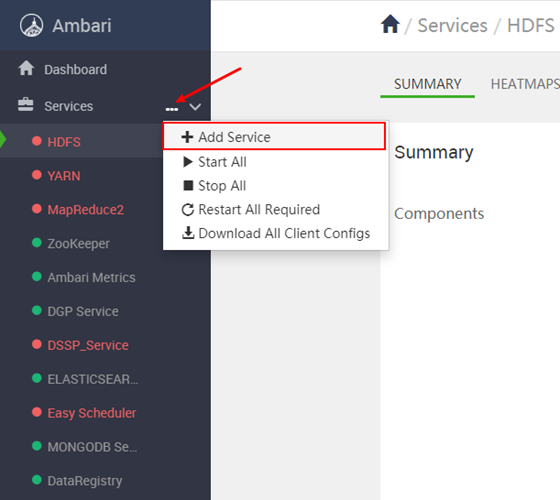 Ambari
/ Services / HDFS
Dashboard
SUMMARY
HEATMAPS
Services
Add Service
Start All
Stop All
Restart All Required
Download All Client Configs
Summary
Components
HDFS
YARN
MapReduce2
ZooKeeper
Ambari Metrics
DGP Service
DSSP_Service
ELASTICSEAR...
Easy Scheduler
MONGODB Se...
DataRegistry